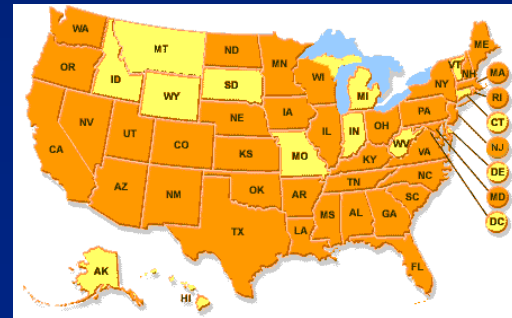 WA
MT
ND
MN
ME
VT
NH
MA
OR
ID
SD
WI
MI
NY
RI
WY
CT
NE
IA
PA
NJ
NV
UT
CO
IL
IN
OH
WV
DE
CA
KS
MO
KY
VA
MD
AZ
NM
OK
AR
TN
NC
DC
SC
TX
LA
MS
AL
GA
FL
AK
HI